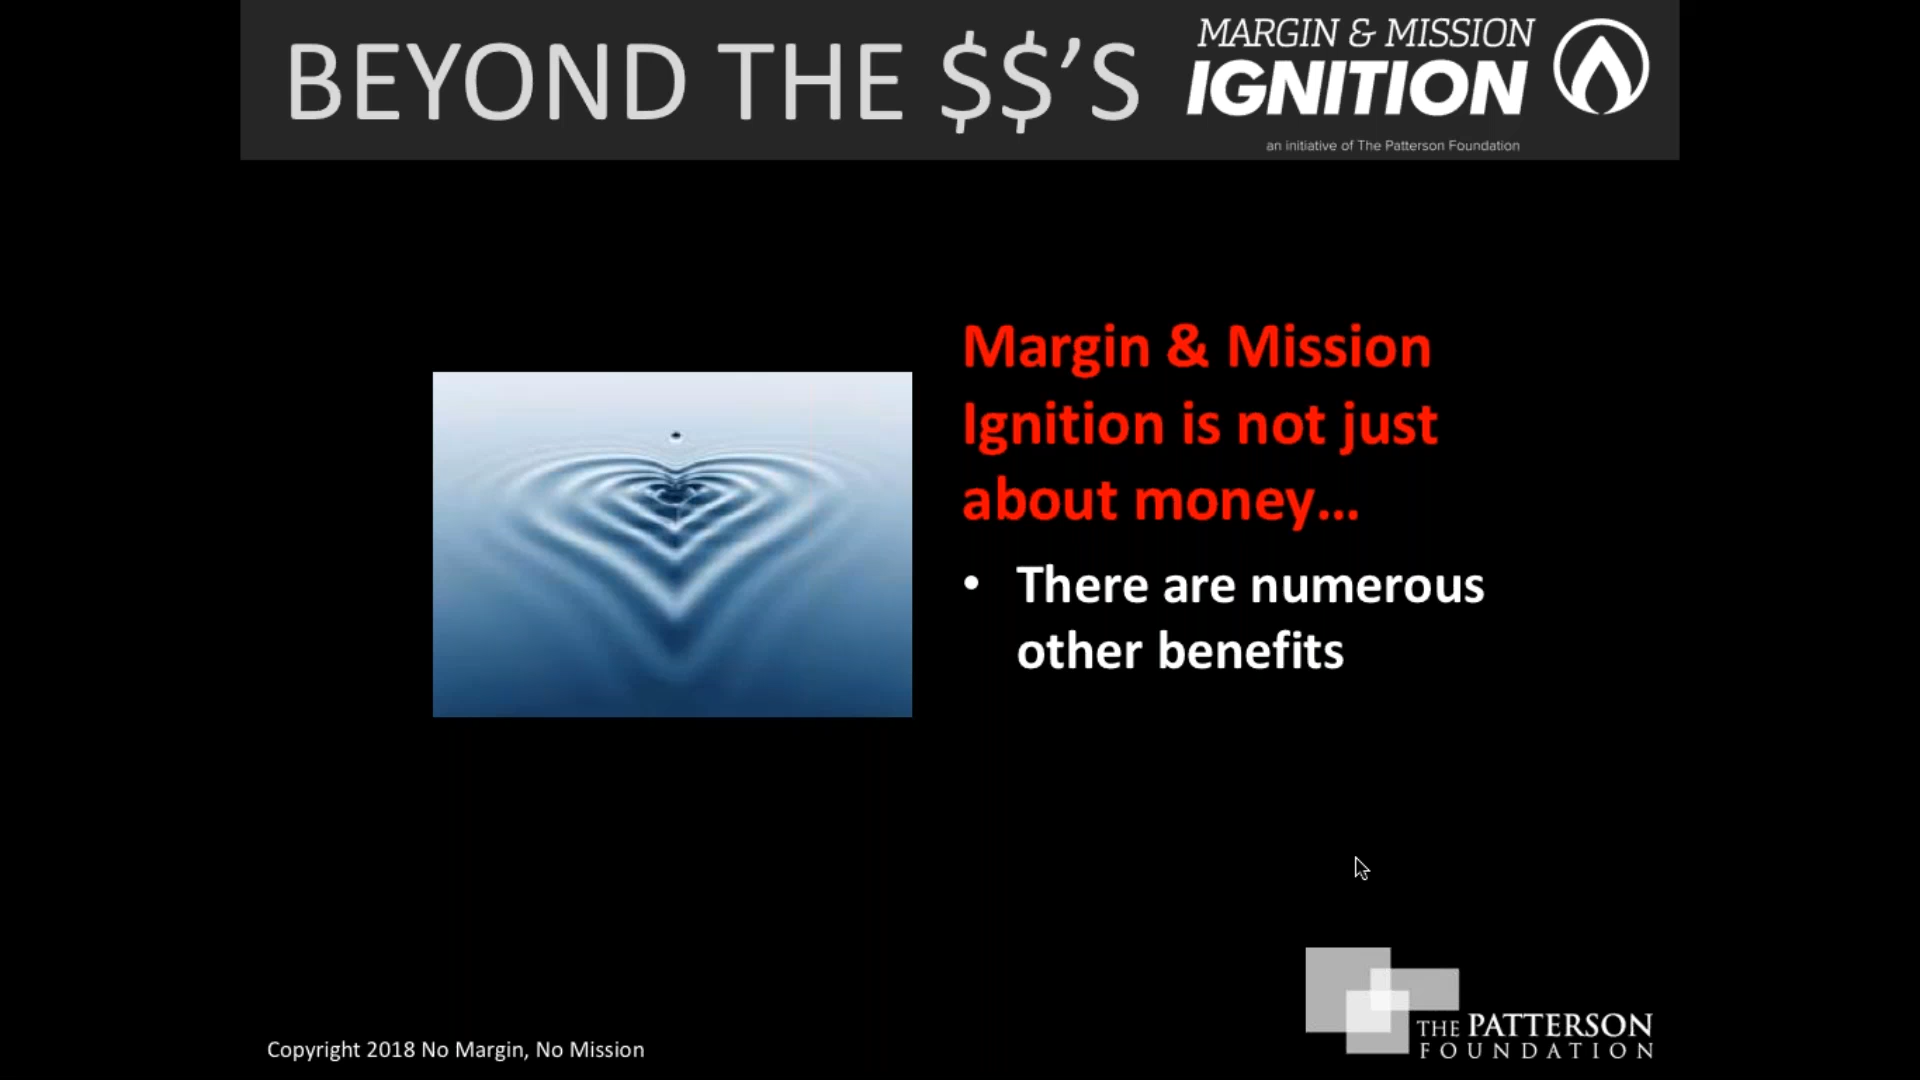 BEYOND THE $$’S
MARGIN & MISSION
IGNITION
an initiative of The Patterson Foundation
Margin & Mission
Ignition is not just
about money...
• There are numerous
other benefits
THE PATTERSON
FOUNDATION
Copyright 2018 No Margin, No Mission